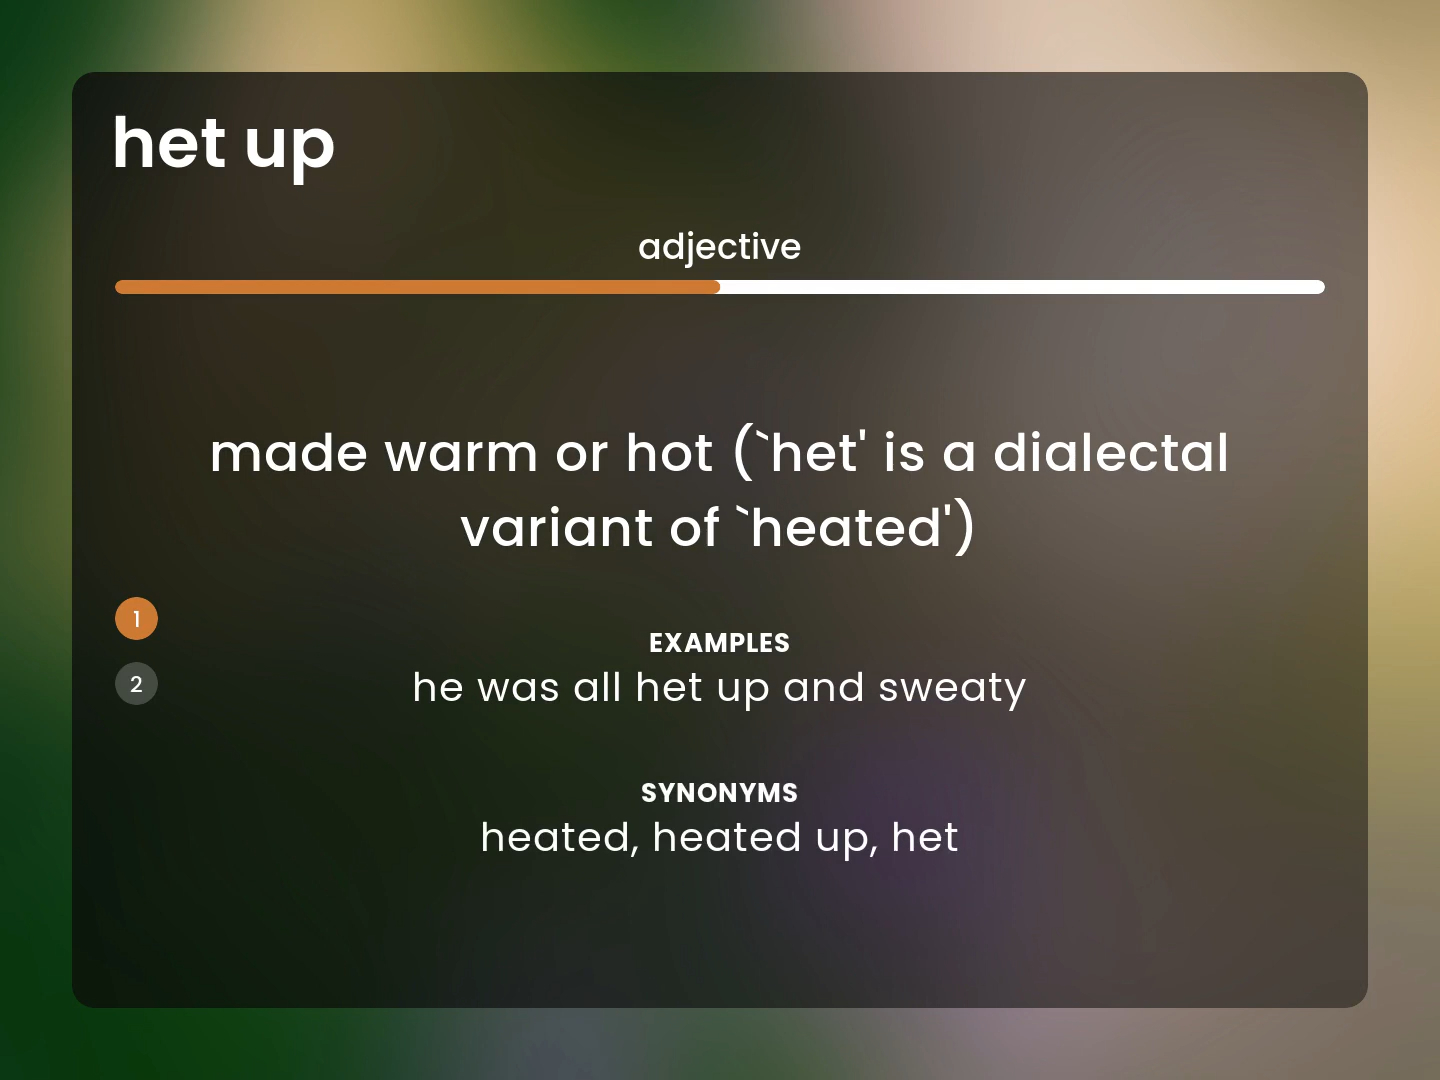 het up
adjective
made warm or hot (`het' is a dialectal
variant of `heated')
1
EXAMPLES
he was all het up and sweaty
2
SYNONYMS
heated, heated up, het